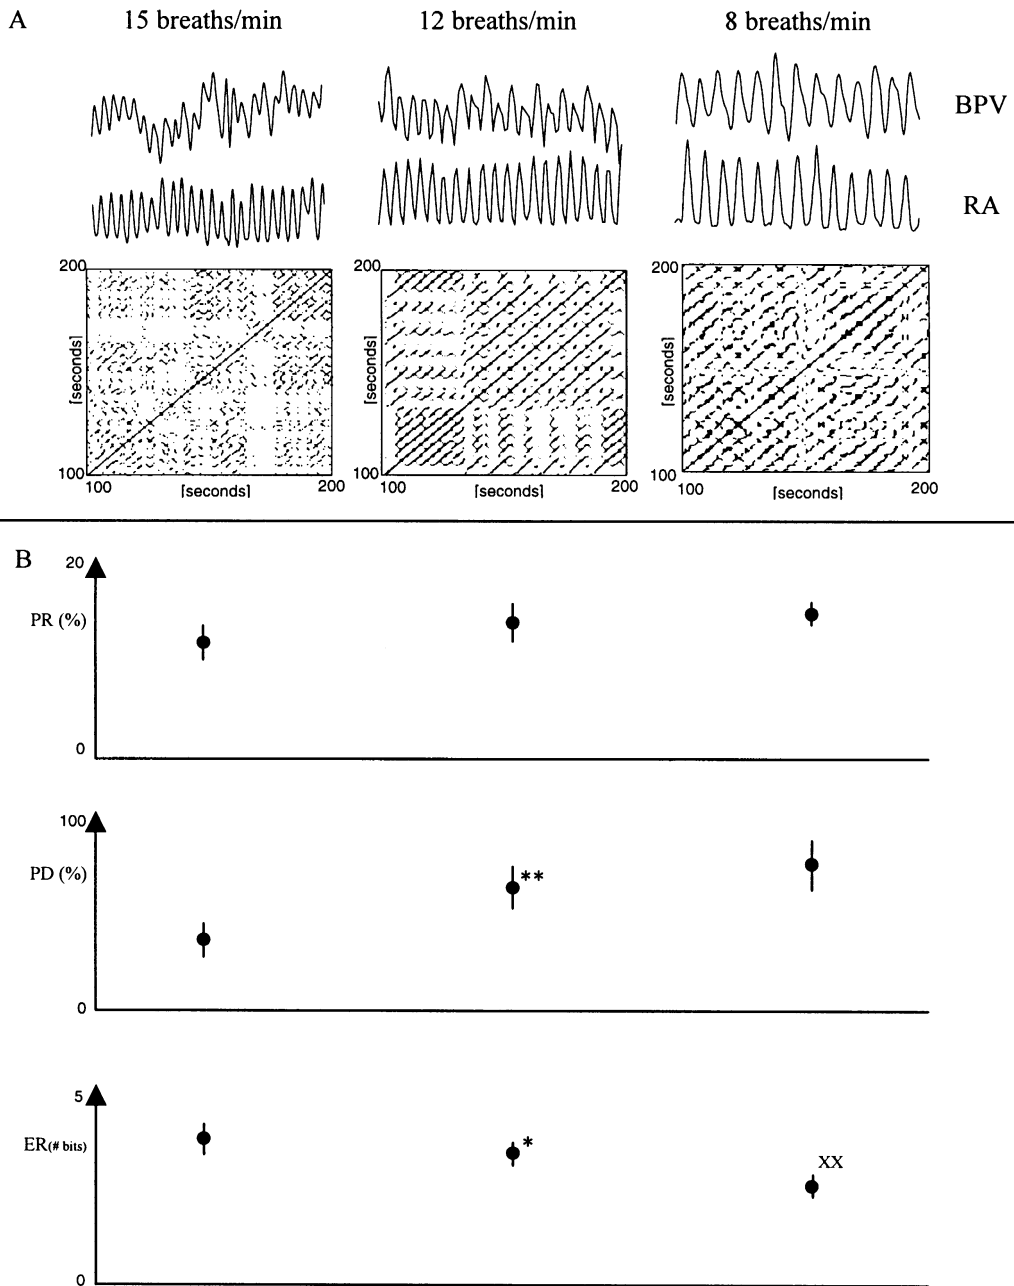 A
15 breaths/min 12 breaths/min 8 breaths/min
BPV
RA
200 200 200
[seconds] [seconds] [seconds]
100 100 100
100 [seconds] 200 100 [seconds] 200 100 [seconds] 200
B
20
PR (%)
0
100
PD (%)
**
0
5
ER(# bits)
*
XX
0